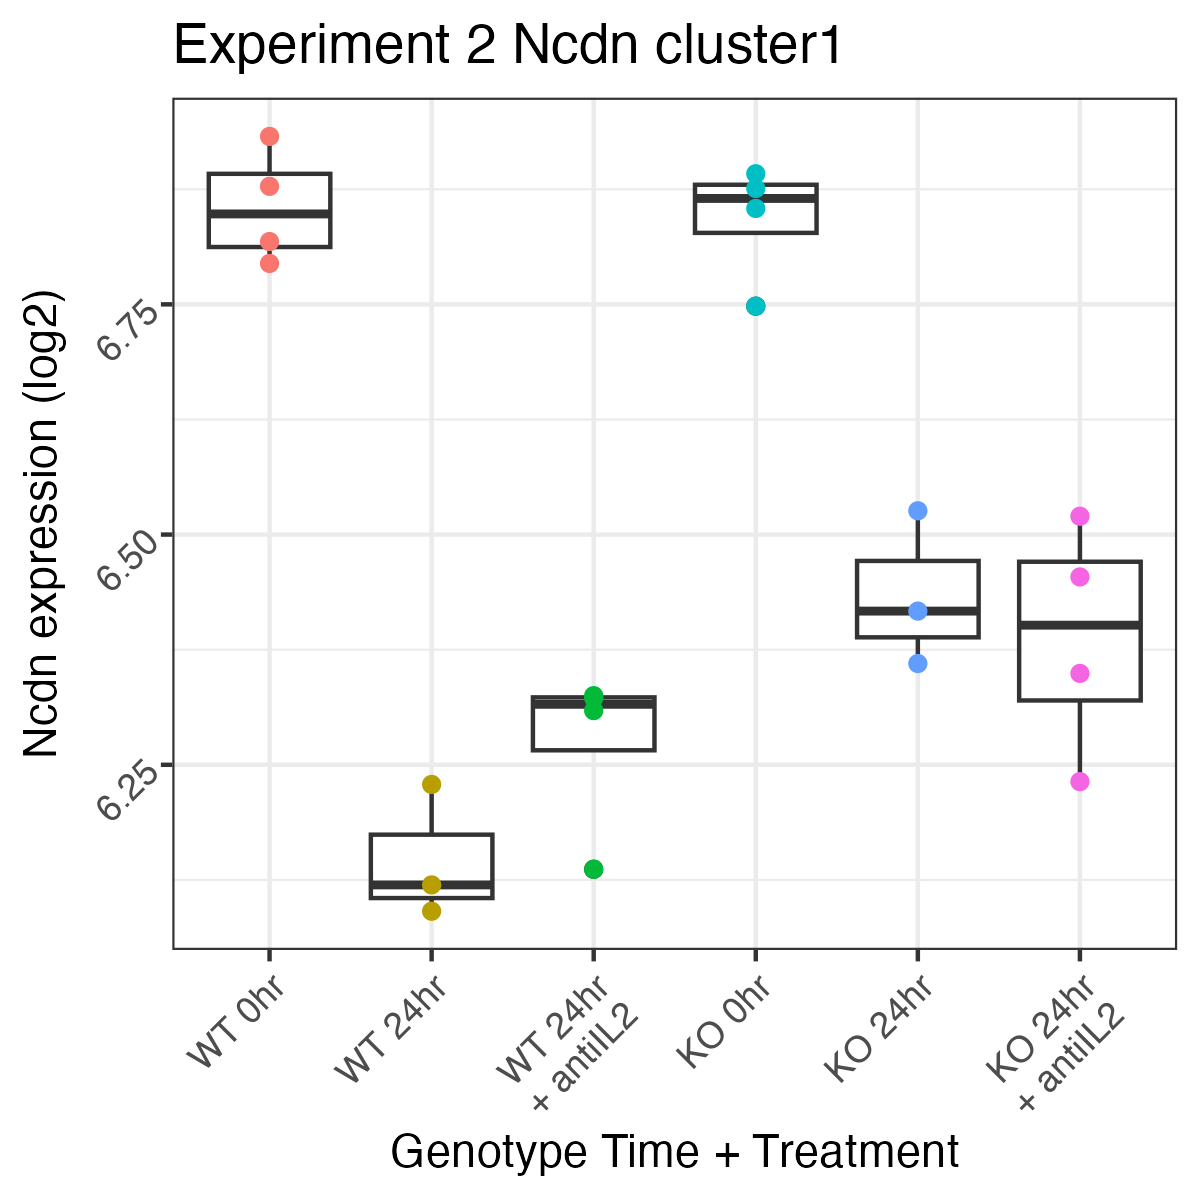 Experiment 2 Ncdn cluster1
Ncdn expression (log2)
6.75
6.50
6.25
WT 0hr
WT 24hr
WT 24hr
+ antiIL2
KO 0hr
KO 24hr
KO 24hr
+ antiIL2
Genotype Time + Treatment